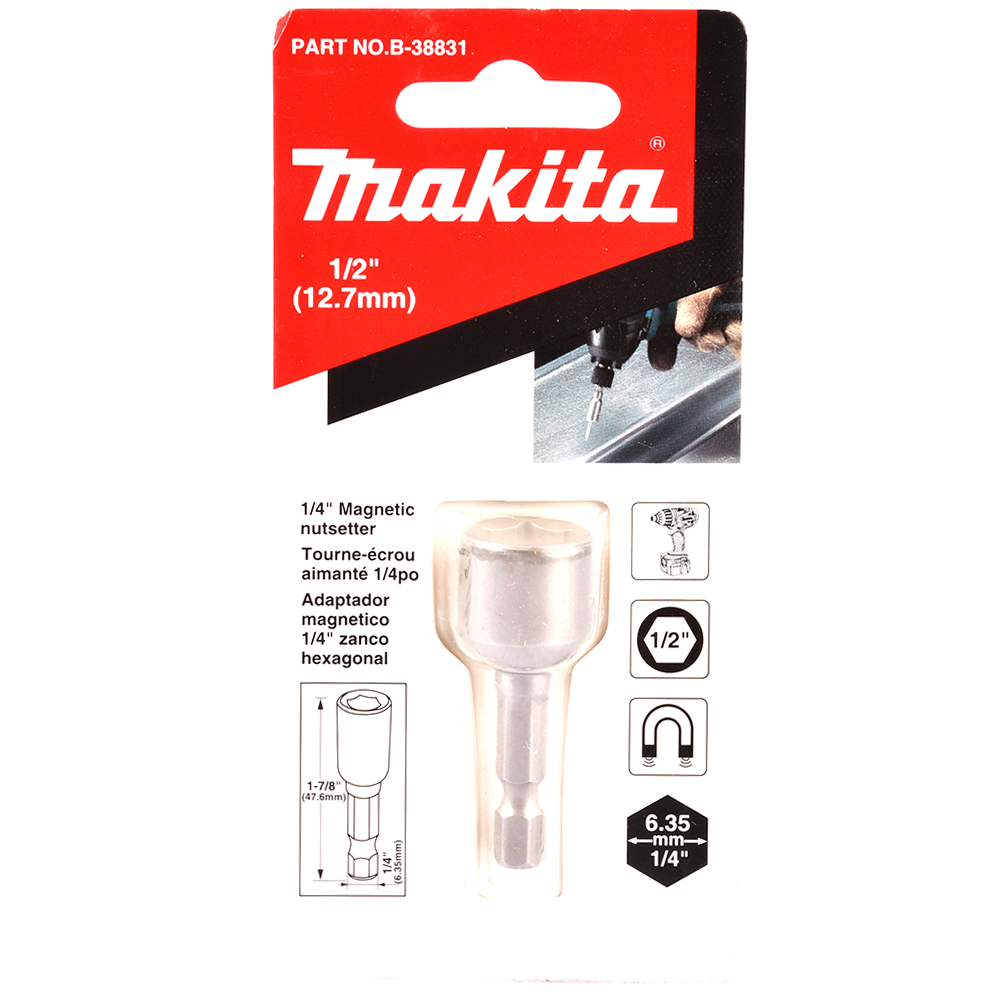 PART NO.B-38831
makita®
1/2"
(12.7mm)
1/4" Magnetic
nutsetter
Tourne-écrou
aimanté 1/4po
Adaptador
magnetico
1/4" zanco
hexagonal
1-7/8"
(47.6mm)
1/4"
(6.35mm)
1/2"
6.35
mm
1/4"